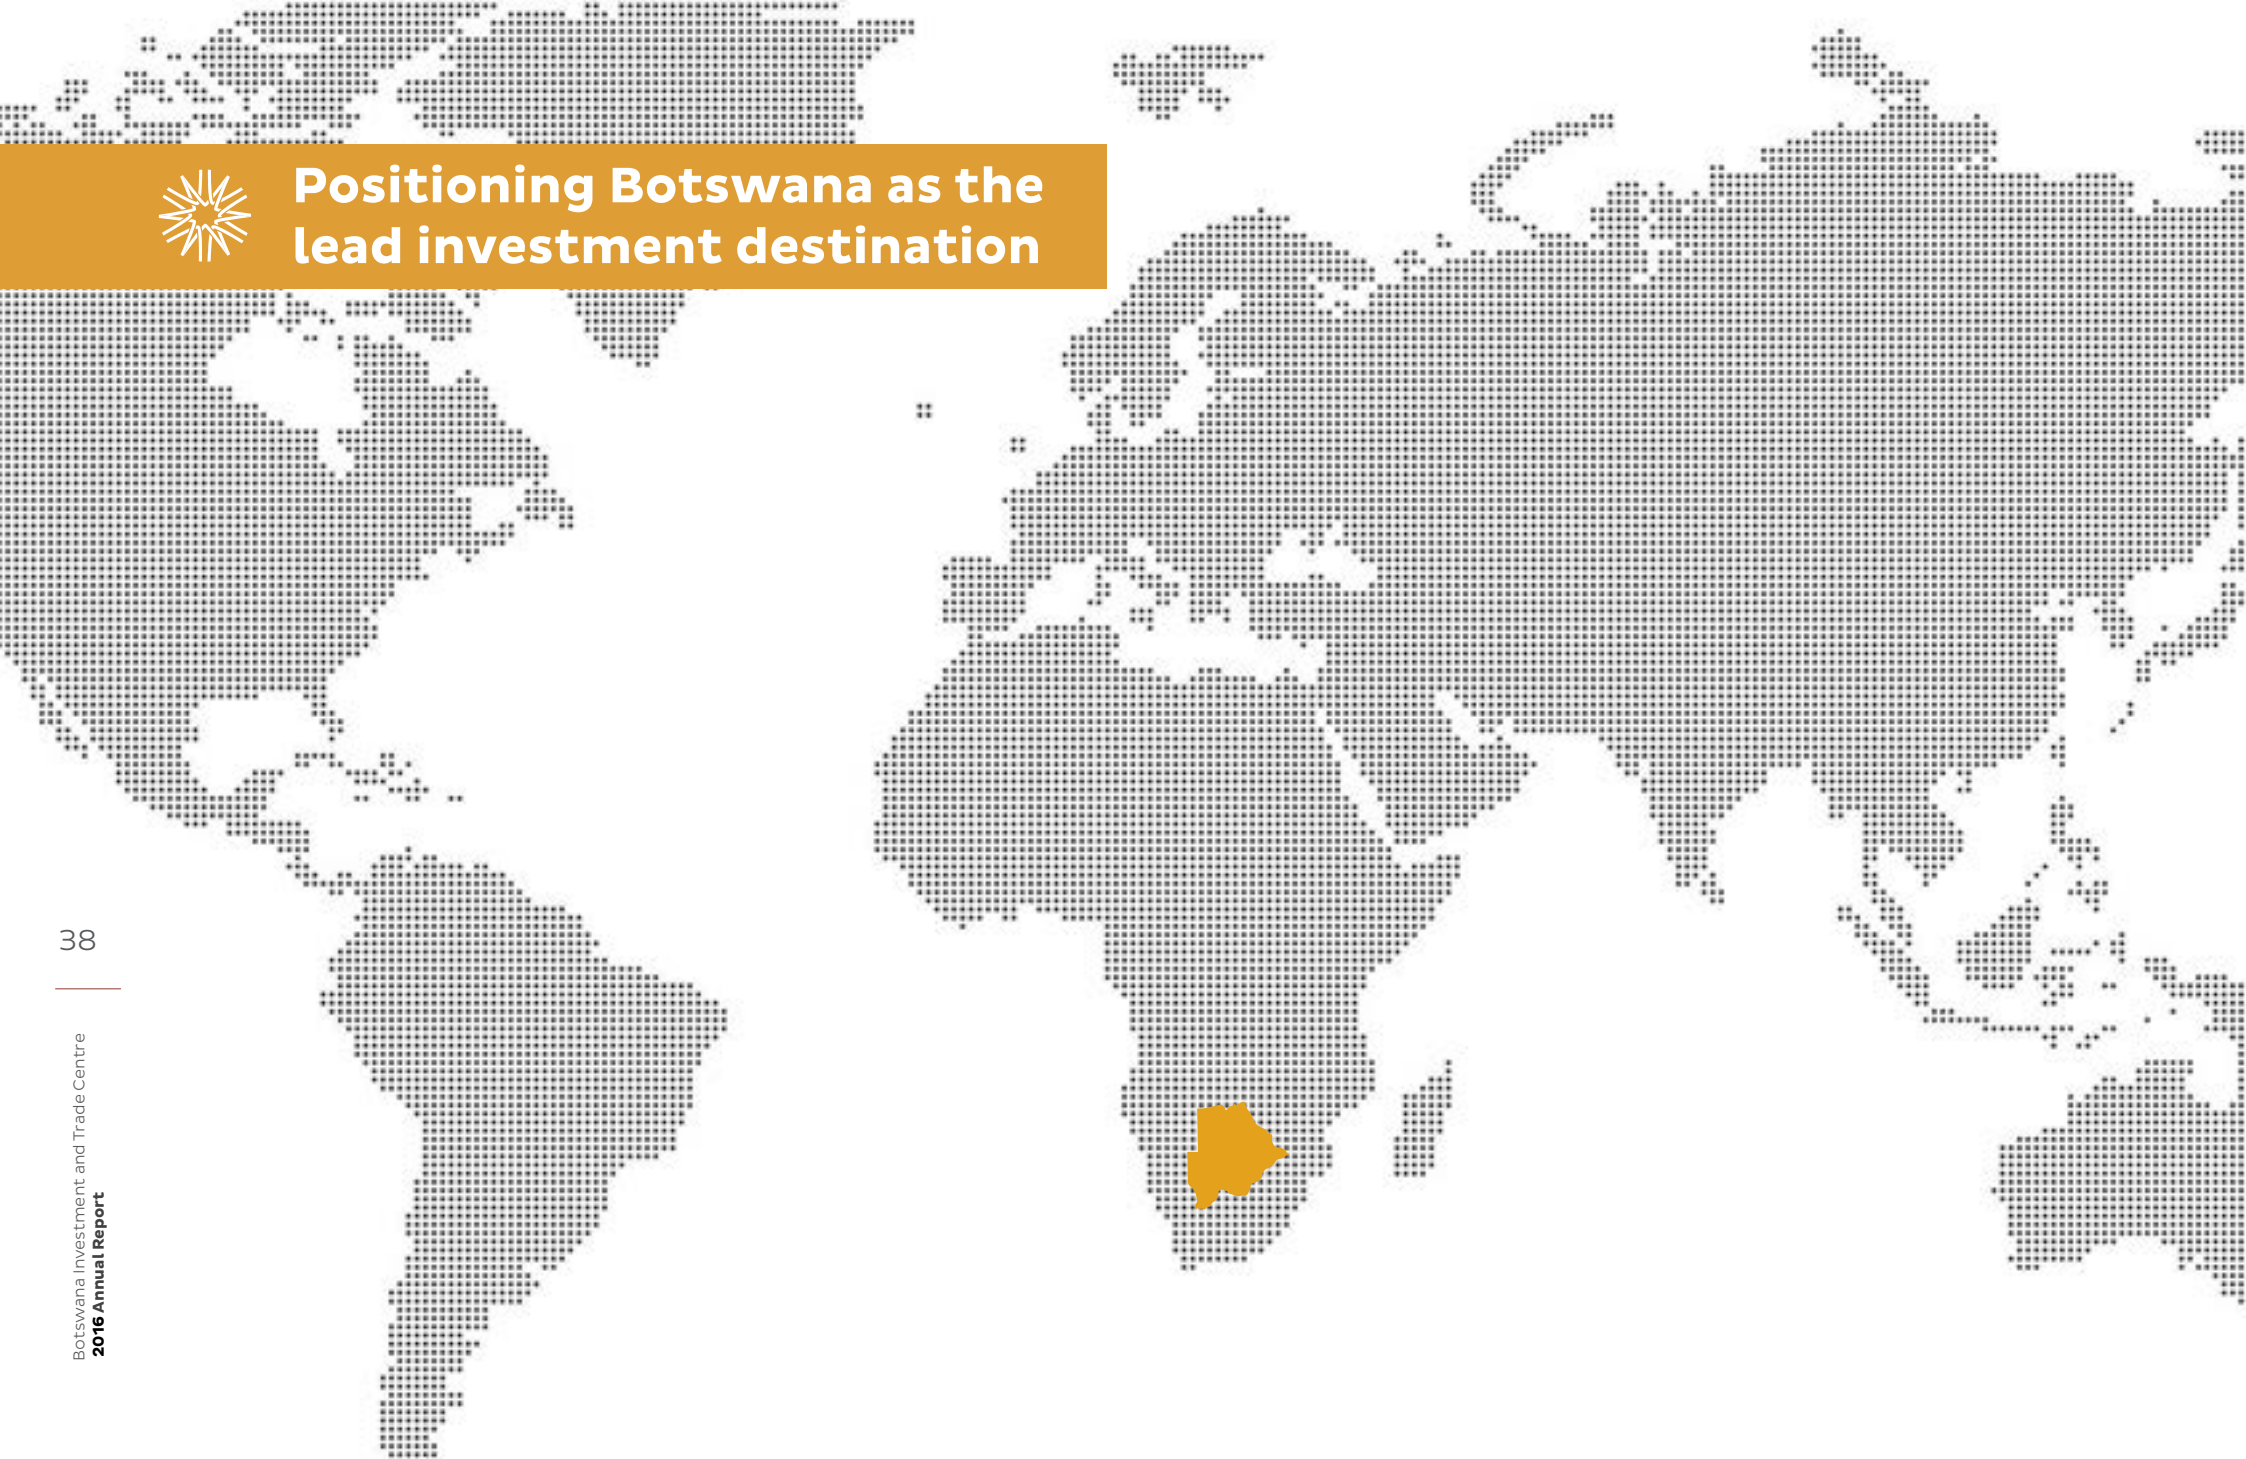 Positioning Botswana as the
lead investment destination
38
Botswana Investment and Trade Centre
2016 Annual Report